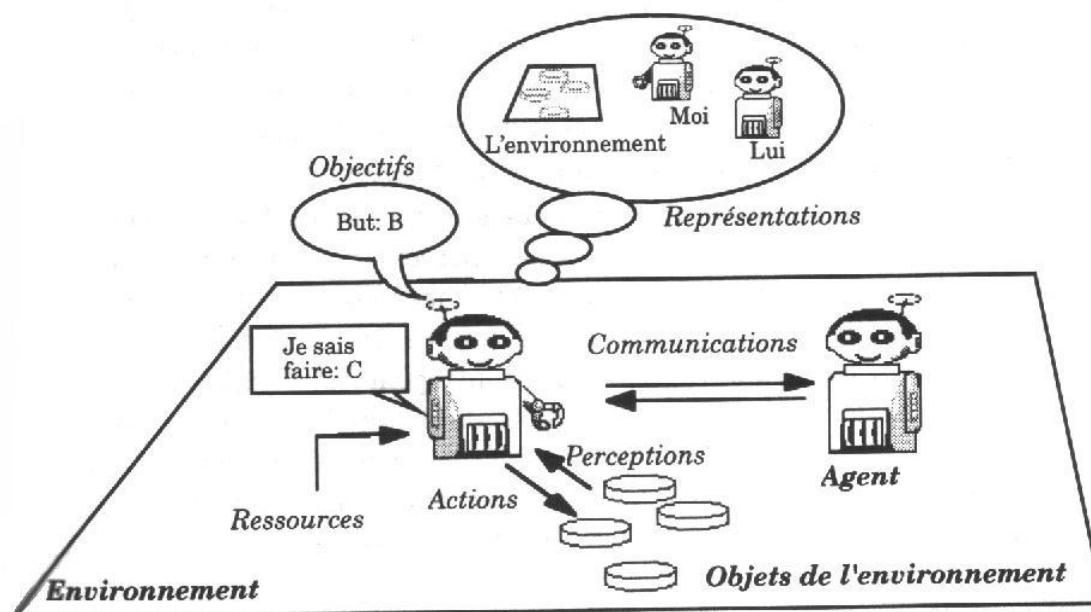 Moi
L'environnement
Lui
Objectifs
But: B
Représentations
Je sais
faire: C
Communications
Perceptions
Agent
Actions
Ressources
Environnement
Objets de l'environnement